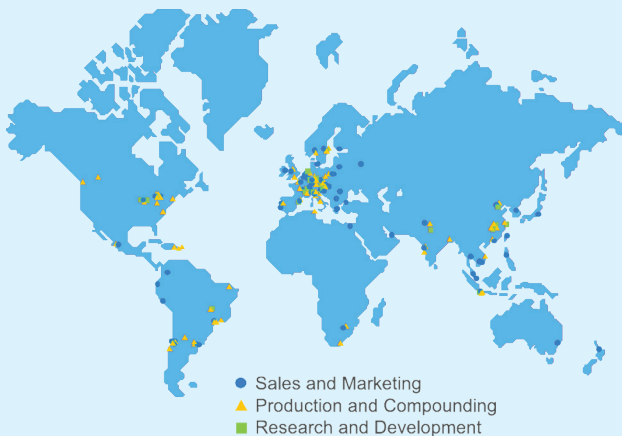 Sales and Marketing
Production and Compounding
Research and Development